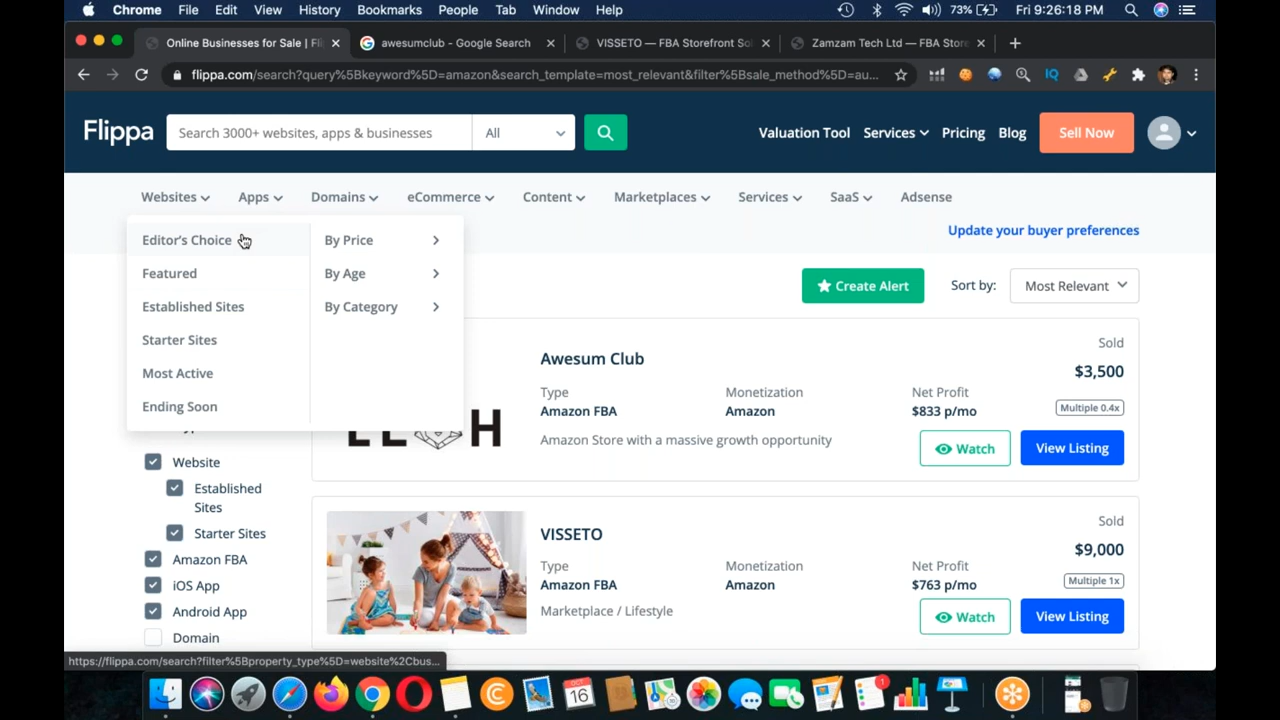 Chrome File Edit View History Bookmarks People Tab Window Help 73% Fri 9:26:18 PM
Online Businesses for Sale | Fli awesumclub - Google Search VISSETO — FBA Storefront So Zamzam Tech Ltd — FBA Store
flippa.com/search?query%5Bkeyword%5D=amazon&search_template=most_relevant&filter%5Bsale_method%5D=au... IQ
Flippa Search 3000+ websites, apps & businesses All Valuation Tool Services Pricing Blog Sell Now
Websites Apps Domains eCommerce Content Marketplaces Services SaaS Adsense
Update your buyer preferences
Editor's Choice By Price
Featured By Age
Established Sites By Category
Starter Sites
Most Active
Ending Soon
Create Alert Sort by: Most Relevant
Awesum Club
Sold
$3,500
Multiple 0.4x
Type Monetization Net Profit
Amazon FBA Amazon $833 p/mo
Amazon Store with a massive growth opportunity
Watch View Listing
Website
Established
Sites
Starter Sites
Amazon FBA
iOS App
Android App
Domain
VISSETO
Sold
$9,000
Multiple 1x
Type Monetization Net Profit
Amazon FBA Amazon $763 p/mo
Marketplace / Lifestyle
Watch View Listing
https://flippa.com/search?filter%5Bproperty_type%5D=website%2Cbus...
OCT
16
1